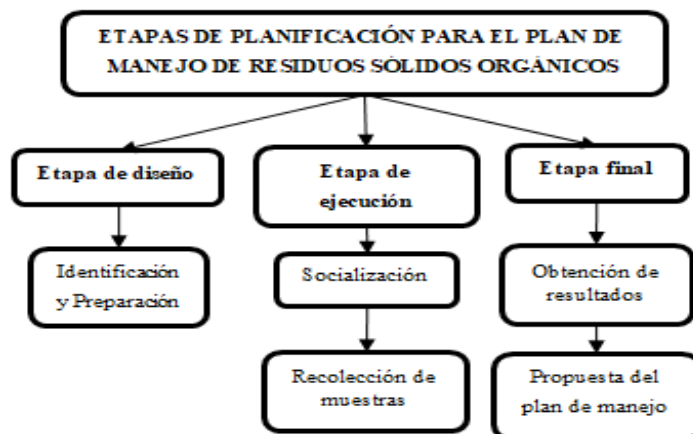 ETAPAS DE PLANIFICACIÓN PARA EL PLAN DE
MANEJO DE RESIDUOS SÓLIDOS ORGÁNICOS
Etapa de diseño
Etapa de
ejecución
Etapa final
Identificación
y Preparación
Socialización
Obtención de
resultados
Recolección de
muestras
Propuesta del
plan de manejo